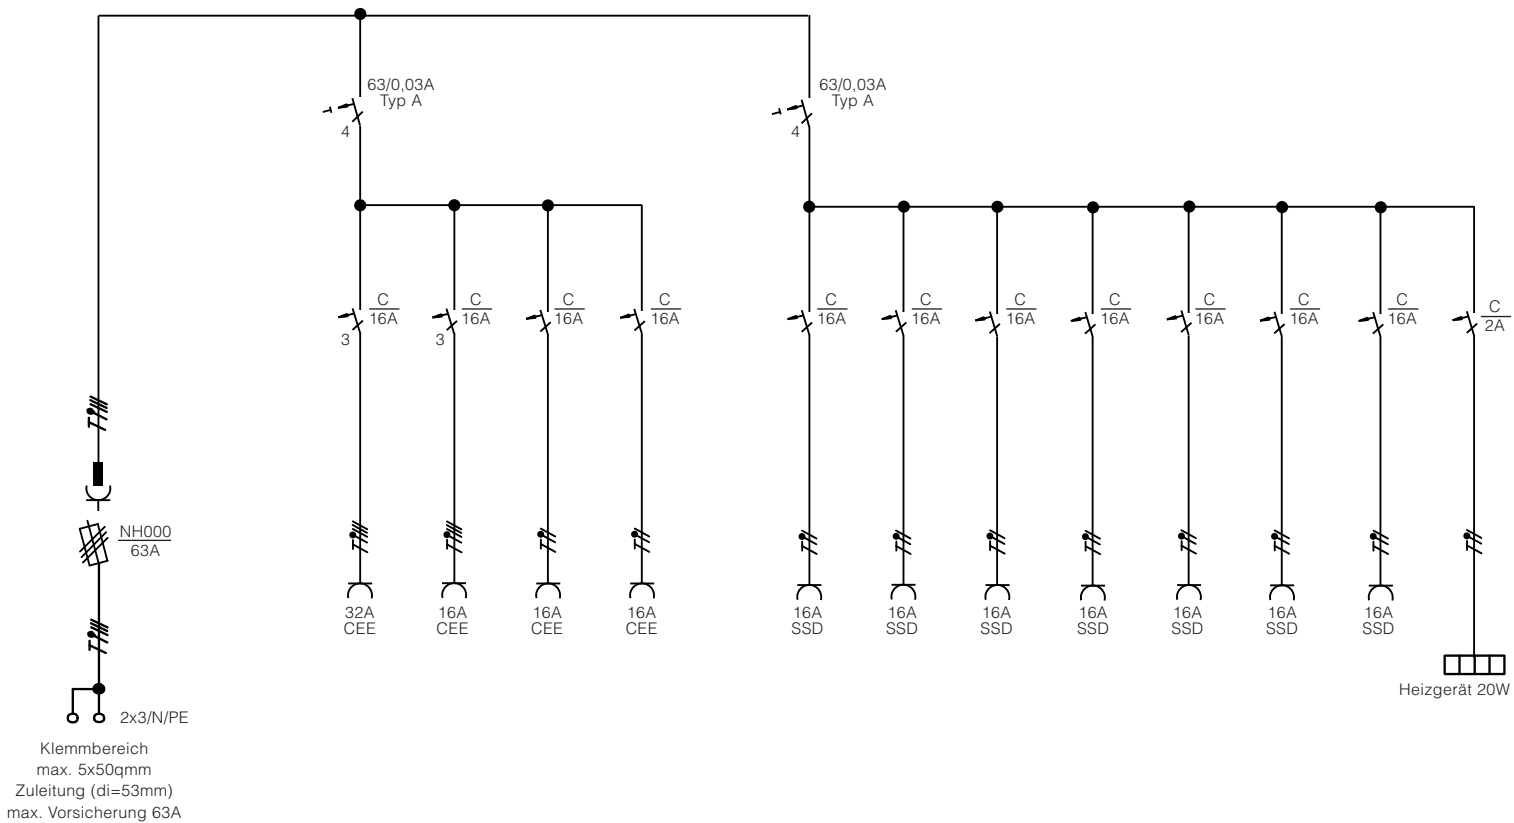 63/0,03A
Typ A
4
63/0,03A
Typ A
4
C
16A
3
C
16A
3
C
16A
C
16A
C
16A
C
16A
C
16A
C
16A
C
16A
C
16A
C
16A
C
2A
NH000
63A
32A
CEE
16A
CEE
16A
CEE
16A
CEE
16A
SSD
16A
SSD
16A
SSD
16A
SSD
16A
SSD
16A
SSD
16A
SSD
Heizgerät 20W
2x3/N/PE
Klemmbereich
max. 5x50qmm
Zuleitung (di=53mm)
max. Vorsicherung 63A